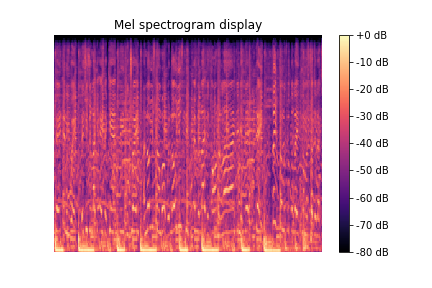 Mel spectrogram display
+0 dB
-10 dB
-20 dB
-30 dB
-40 dB
-50 dB
-60 dB
-70 dB
-80 dB